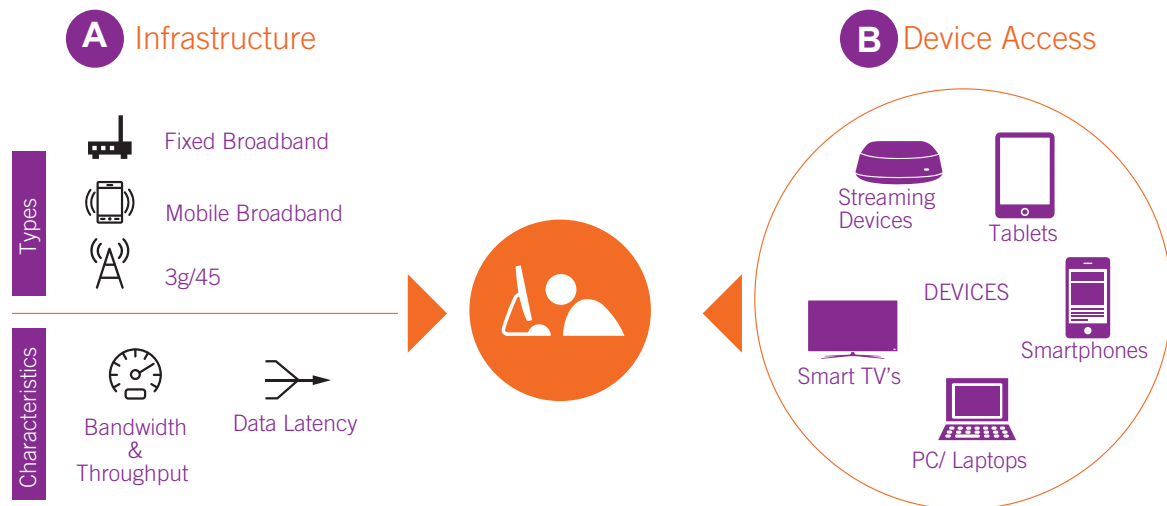 A Infrastructure
Types
Fixed Broadband
Mobile Broadband
3g/45
Characteristics
Bandwidth
&
Throughput
Data Latency
B Device Access
Streaming
Devices
Tablets
DEVICES
Smart TV's
Smartphones
PC/ Laptops